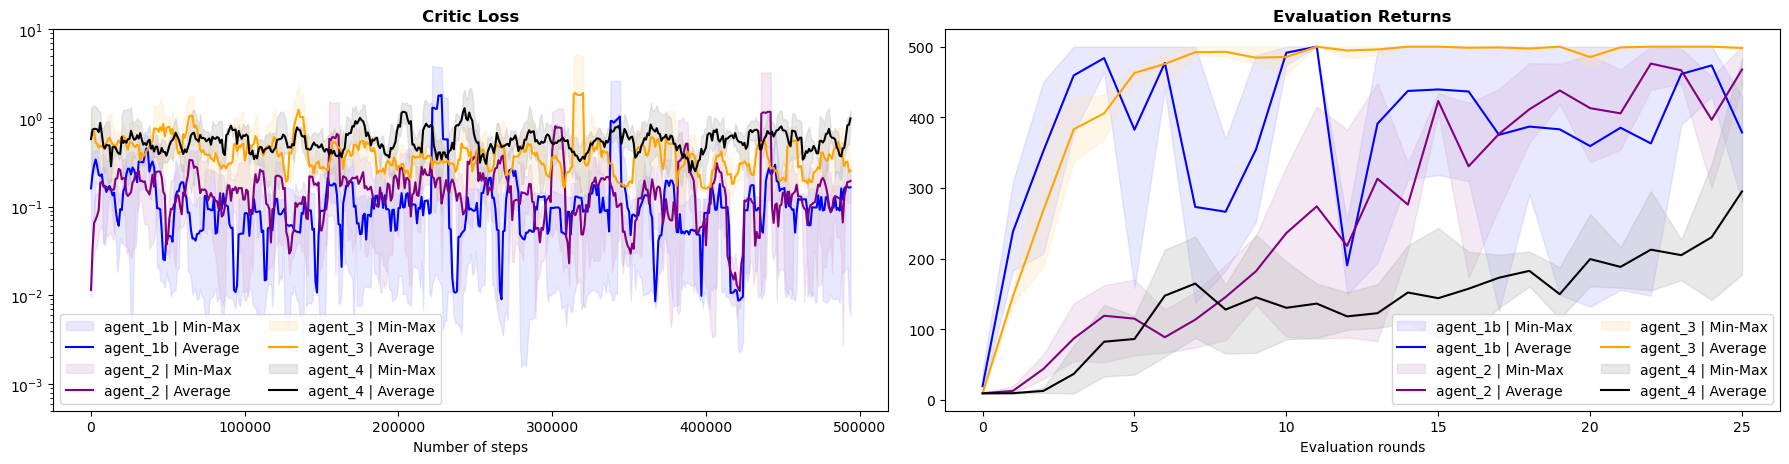 Critic Loss
10^1
10^0
10^-1
10^-2
10^-3
agent_1b | Min-Max
agent_1b | Average
agent_2 | Min-Max
agent_2 | Average
agent_3 | Min-Max
agent_3 | Average
agent_4 | Min-Max
agent_4 | Average
0 100000 200000 300000 400000 500000
Number of steps
Evaluation Returns
500
400
300
200
100
0
agent_1b | Min-Max
agent_1b | Average
agent_2 | Min-Max
agent_2 | Average
agent_3 | Min-Max
agent_3 | Average
agent_4 | Min-Max
agent_4 | Average
0 5 10 15 20 25
Evaluation rounds